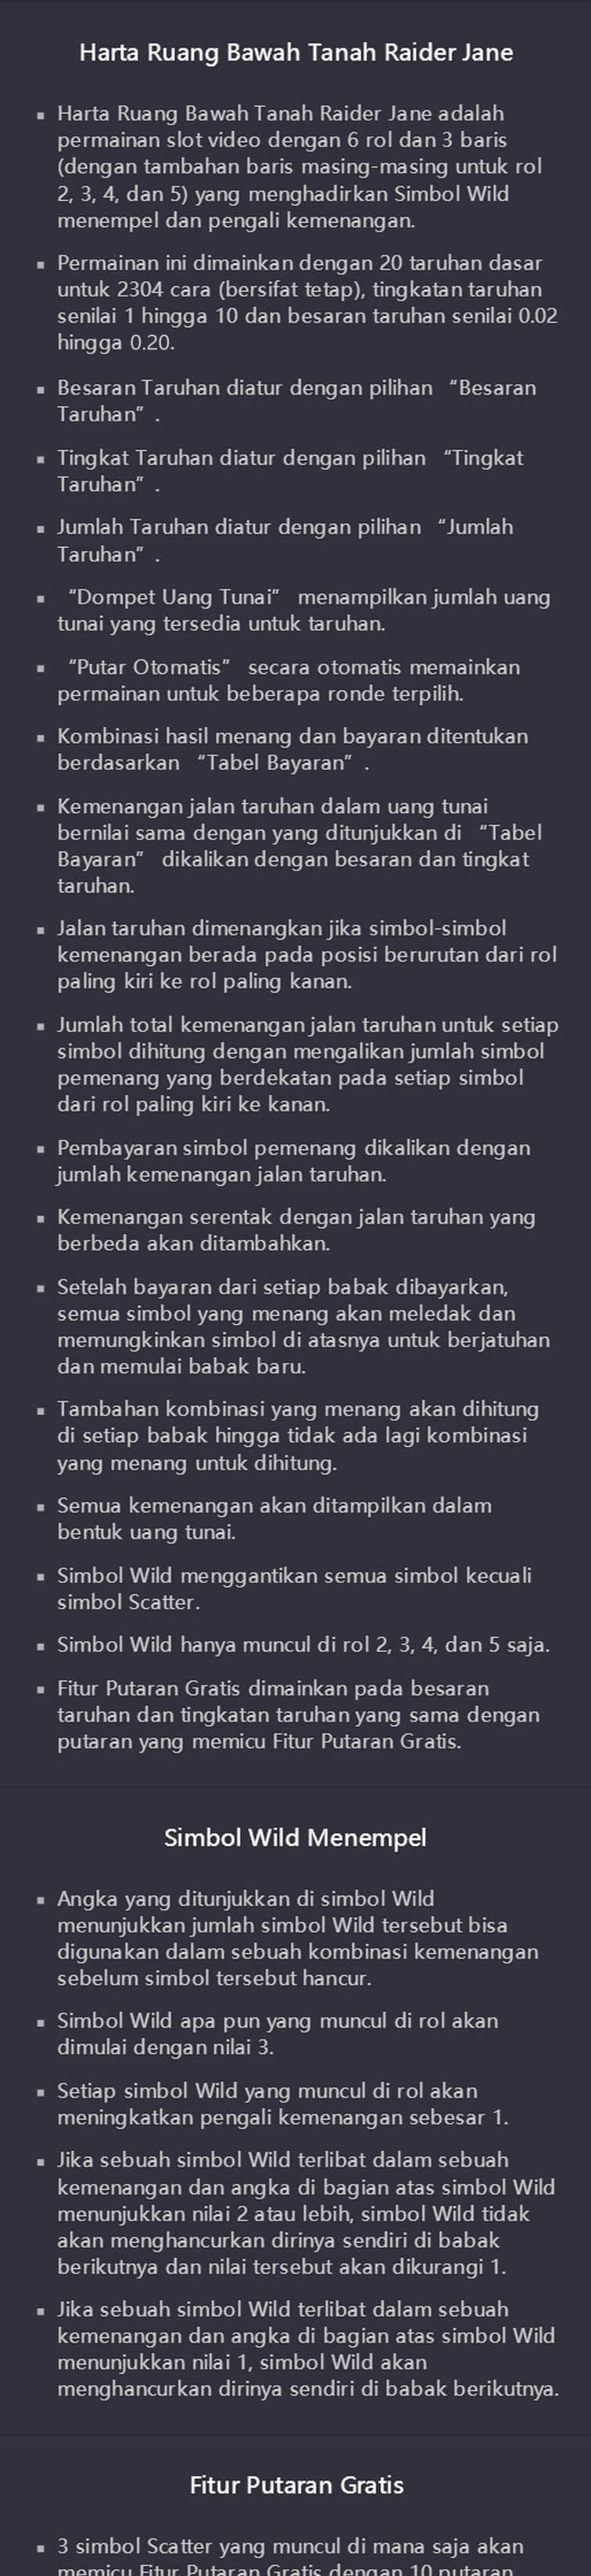 Harta Ruang Bawah Tanah Raider Jane
▪ Harta Ruang Bawah Tanah Raider Jane adalah
permainan slot video dengan 6 rol dan 3 baris
(dengan tambahan baris masing-masing untuk rol
2, 3, 4, dan 5) yang menghadirkan Simbol Wild
menempel dan pengali kemenangan.
▪ Permainan ini dimainkan dengan 20 taruhan dasar
untuk 2304 cara (bersifat tetap), tingkatan taruhan
senilai 1 hingga 10 dan besaran taruhan senilai 0.02
hingga 0.20.
▪ Besaran Taruhan diatur dengan pilihan “Besaran
Taruhan” .
▪ Tingkat Taruhan diatur dengan pilihan “Tingkat
Taruhan” .
▪ Jumlah Taruhan diatur dengan pilihan “Jumlah
Taruhan” .
▪ “Dompet Uang Tunai” menampilkan jumlah uang
tunai yang tersedia untuk taruhan.
▪ “Putar Otomatis” secara otomatis memainkan
permainan untuk beberapa ronde terpilih.
▪ Kombinasi hasil menang dan bayaran ditentukan
berdasarkan “Tabel Bayaran” .
▪ Kemenangan jalan taruhan dalam uang tunai
bernilai sama dengan yang ditunjukkan di “Tabel
Bayaran” dikalikan dengan besaran dan tingkat
taruhan.
▪ Jalan taruhan dimenangkan jika simbol-simbol
kemenangan berada pada posisi berurutan dari rol
paling kiri ke rol paling kanan.
▪ Jumlah total kemenangan jalan taruhan untuk setiap
simbol dihitung dengan mengalikan jumlah simbol
pemenang yang berdekatan pada setiap simbol
dari rol paling kiri ke kanan.
▪ Pembayaran simbol pemenang dikalikan dengan
jumlah kemenangan jalan taruhan.
▪ Kemenangan serentak dengan jalan taruhan yang
berbeda akan ditambahkan.
▪ Setelah bayaran dari setiap babak dibayarkan,
semua simbol yang menang akan meledak dan
memungkinkan simbol di atasnya untuk berjatuhan
dan memulai babak baru.
▪ Tambahan kombinasi yang menang akan dihitung
di setiap babak hingga tidak ada lagi kombinasi
yang menang untuk dihitung.
▪ Semua kemenangan akan ditampilkan dalam
bentuk uang tunai.
▪ Simbol Wild menggantikan semua simbol kecuali
simbol Scatter.
▪ Simbol Wild hanya muncul di rol 2, 3, 4, dan 5 saja.
▪ Fitur Putaran Gratis dimainkan pada besaran
taruhan dan tingkatan taruhan yang sama dengan
putaran yang memicu Fitur Putaran Gratis.
Simbol Wild Menempel
▪ Angka yang ditunjukkan di simbol Wild
menunjukkan jumlah simbol Wild tersebut bisa
digunakan dalam sebuah kombinasi kemenangan
sebelum simbol tersebut hancur.
▪ Simbol Wild apa pun yang muncul di rol akan
dimulai dengan nilai 3.
▪ Setiap simbol Wild yang muncul di rol akan
meningkatkan pengali kemenangan sebesar 1.
▪ Jika sebuah simbol Wild terlibat dalam sebuah
kemenangan dan angka di bagian atas simbol Wild
menunjukkan nilai 2 atau lebih, simbol Wild tidak
akan menghancurkan dirinya sendiri di babak
berikutnya dan nilai tersebut akan dikurangi 1.
▪ Jika sebuah simbol Wild terlibat dalam sebuah
kemenangan dan angka di bagian atas simbol Wild
menunjukkan nilai 1, simbol Wild akan
menghancurkan dirinya sendiri di babak berikutnya.
Fitur Putaran Gratis
▪ 3 simbol Scatter yang muncul di mana saja akan
memicu Fitur Putaran Gratis dengan 10 putaran